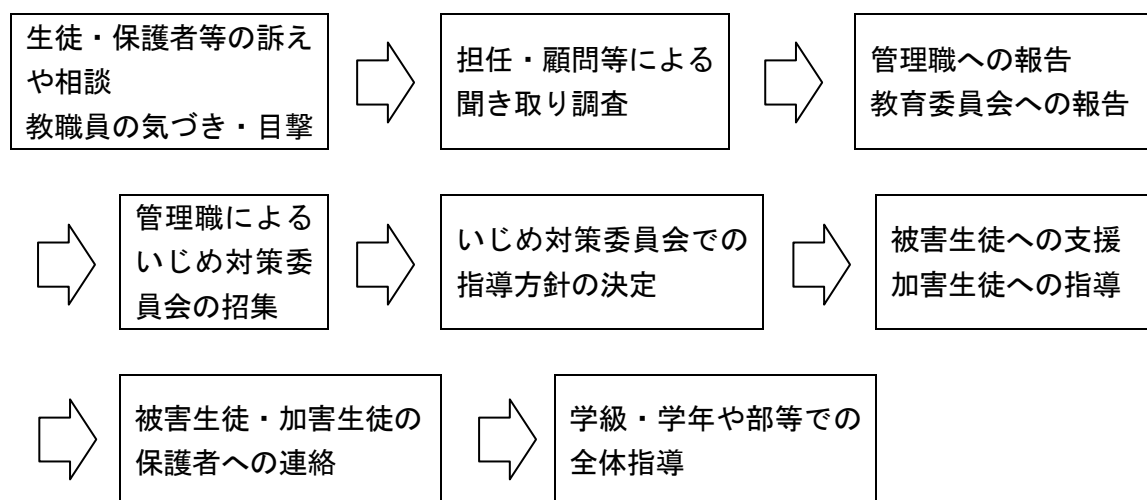 生徒・保護者等の訴え
や相談
教職員の気づき・目撃
担任・顧問等による
聞き取り調査
管理職への報告
教育委員会への報告
管理職による
いじめ対策委
員会の招集
いじめ対策委員会での
指導方針の決定
被害生徒への支援
加害生徒への指導
被害生徒・加害生徒の
保護者への連絡
学級・学年や部等での
全体指導